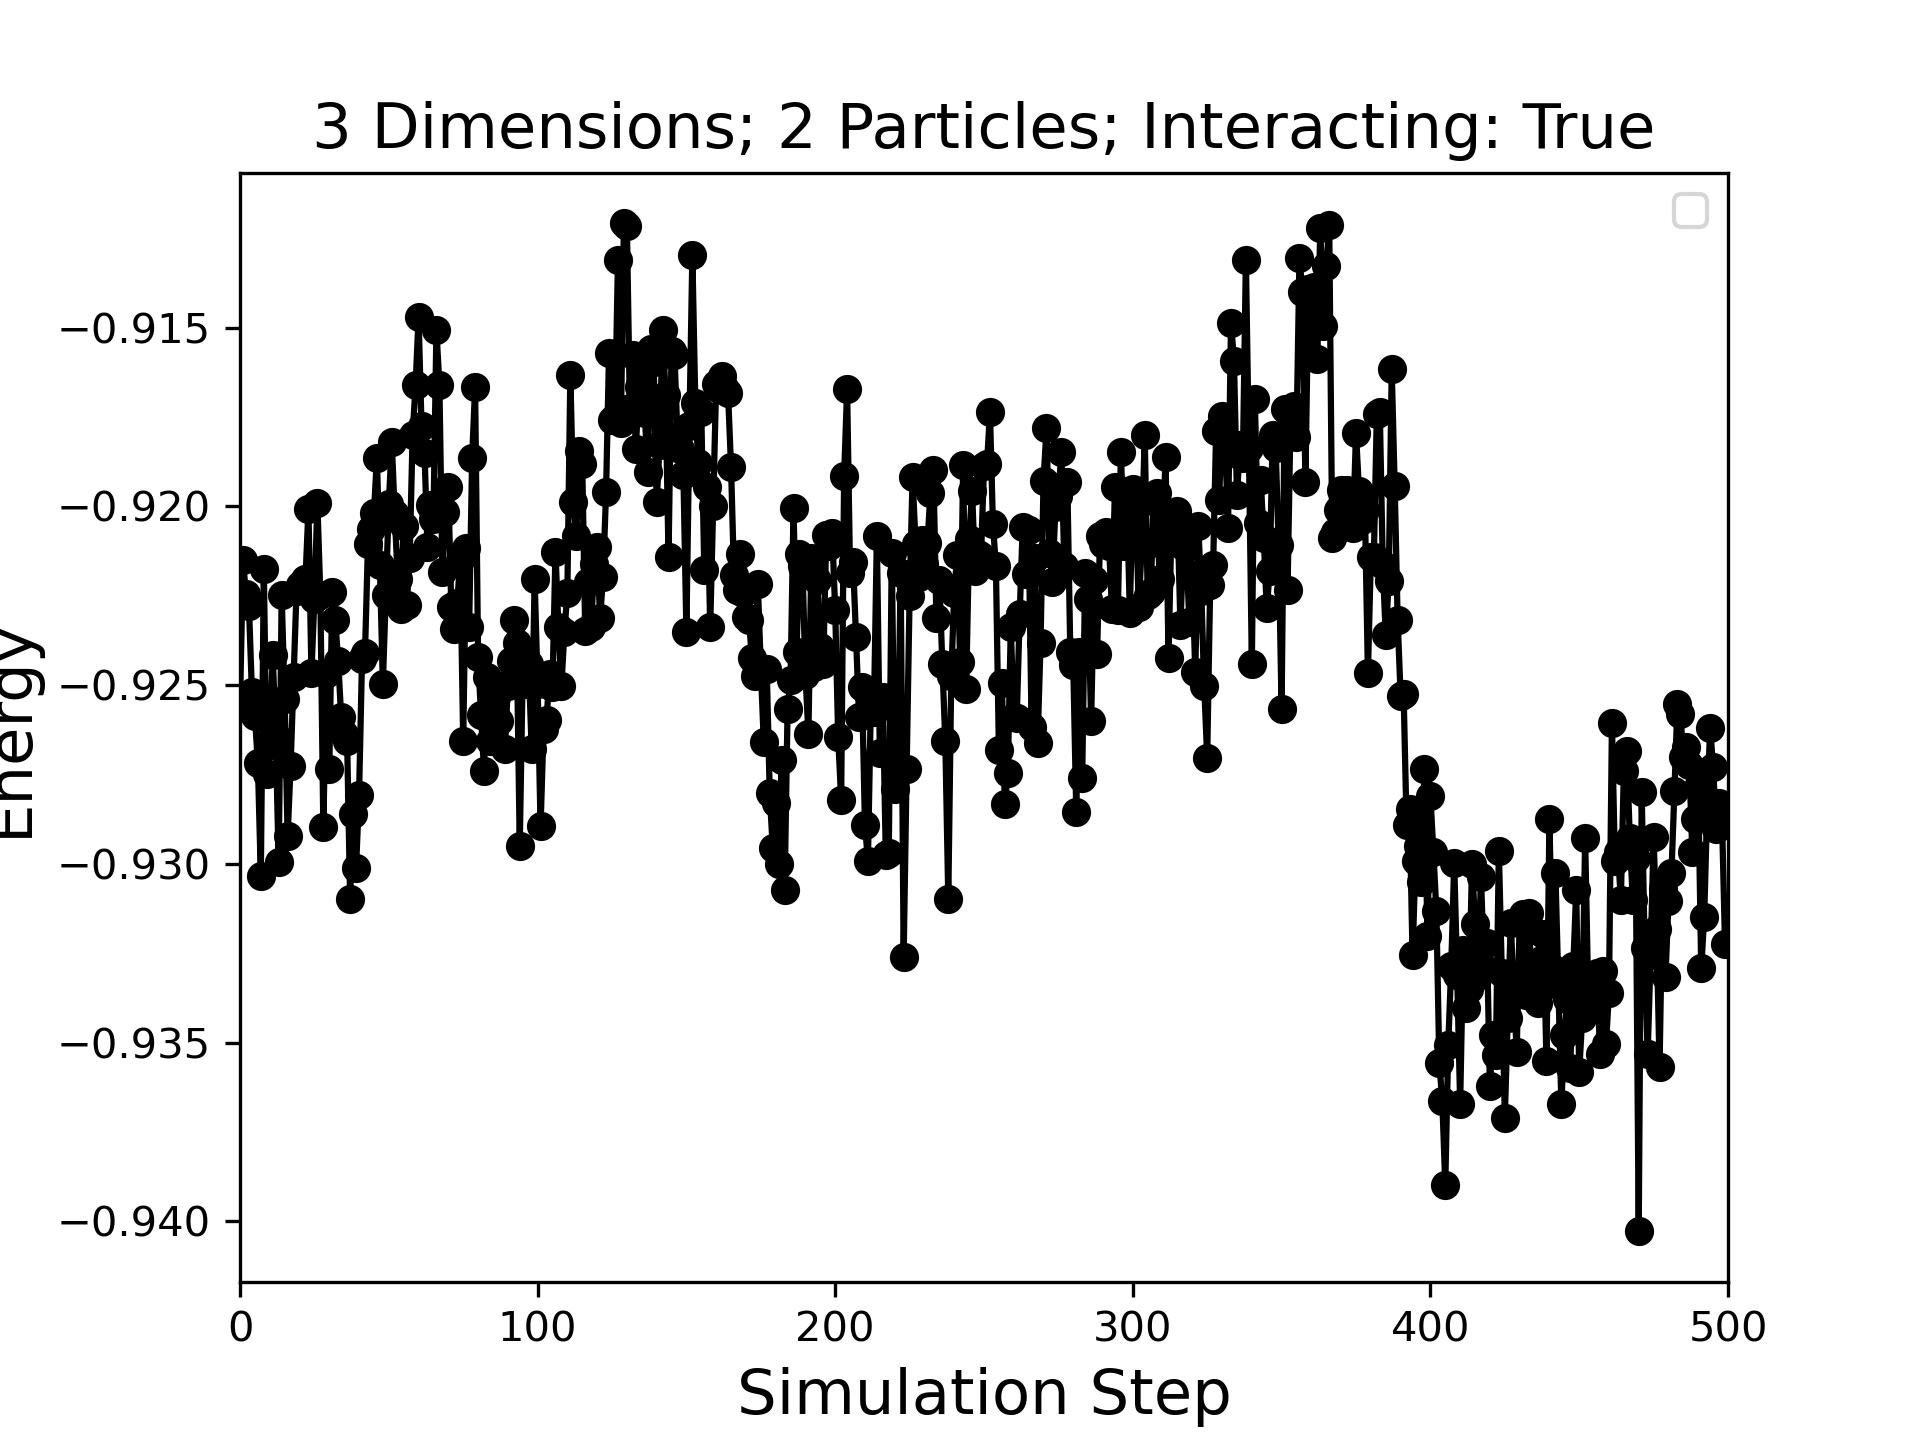 3 Dimensions; 2 Particles; Interacting: True
Energy
−0.915
−0.920
−0.925
−0.930
−0.935
−0.940
0 100 200 300 400 500
Simulation Step